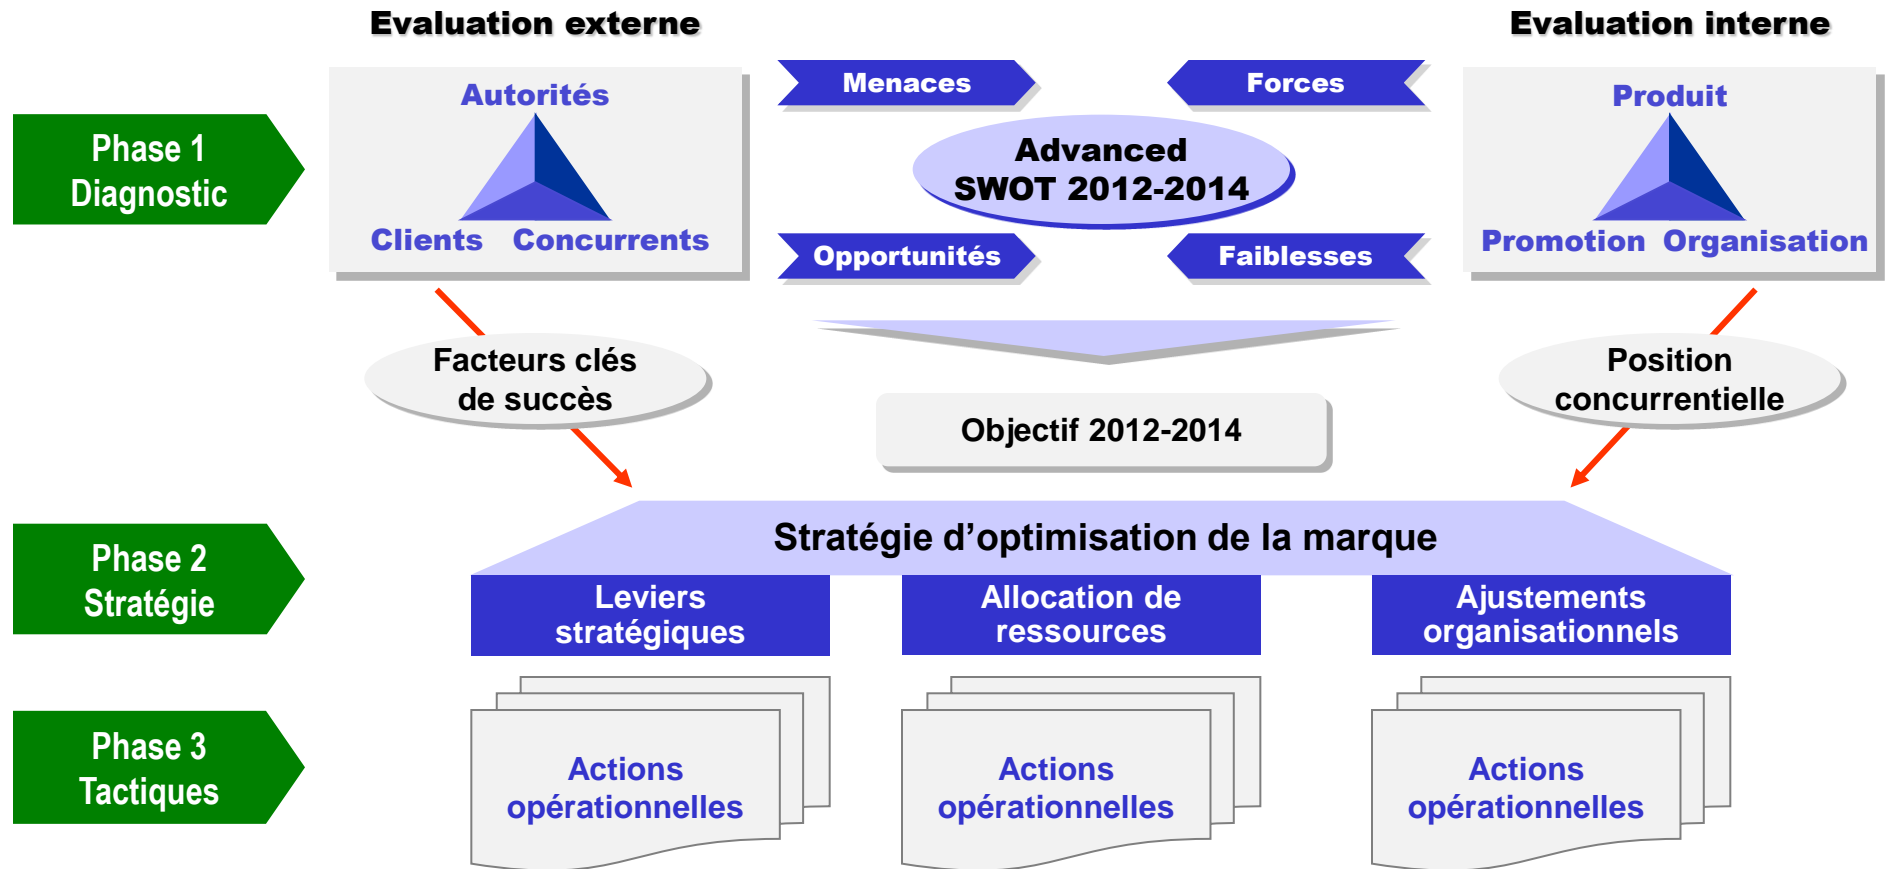 Evaluation externe
Evaluation interne
Phase 1
Diagnostic
Autorités
Clients
Concurrents
Menaces
Forces
Advanced
SWOT 2012-2014
Opportunités
Faiblesses
Produit
Promotion
Organisation
Facteurs clés
de succès
Objectif 2012-2014
Position
concurrentielle
Phase 2
Stratégie
Stratégie d’optimisation de la marque
Leviers
stratégiques
Allocation de
ressources
Ajustements
organisationnels
Phase 3
Tactiques
Actions
opérationnelles
Actions
opérationnelles
Actions
opérationnelles